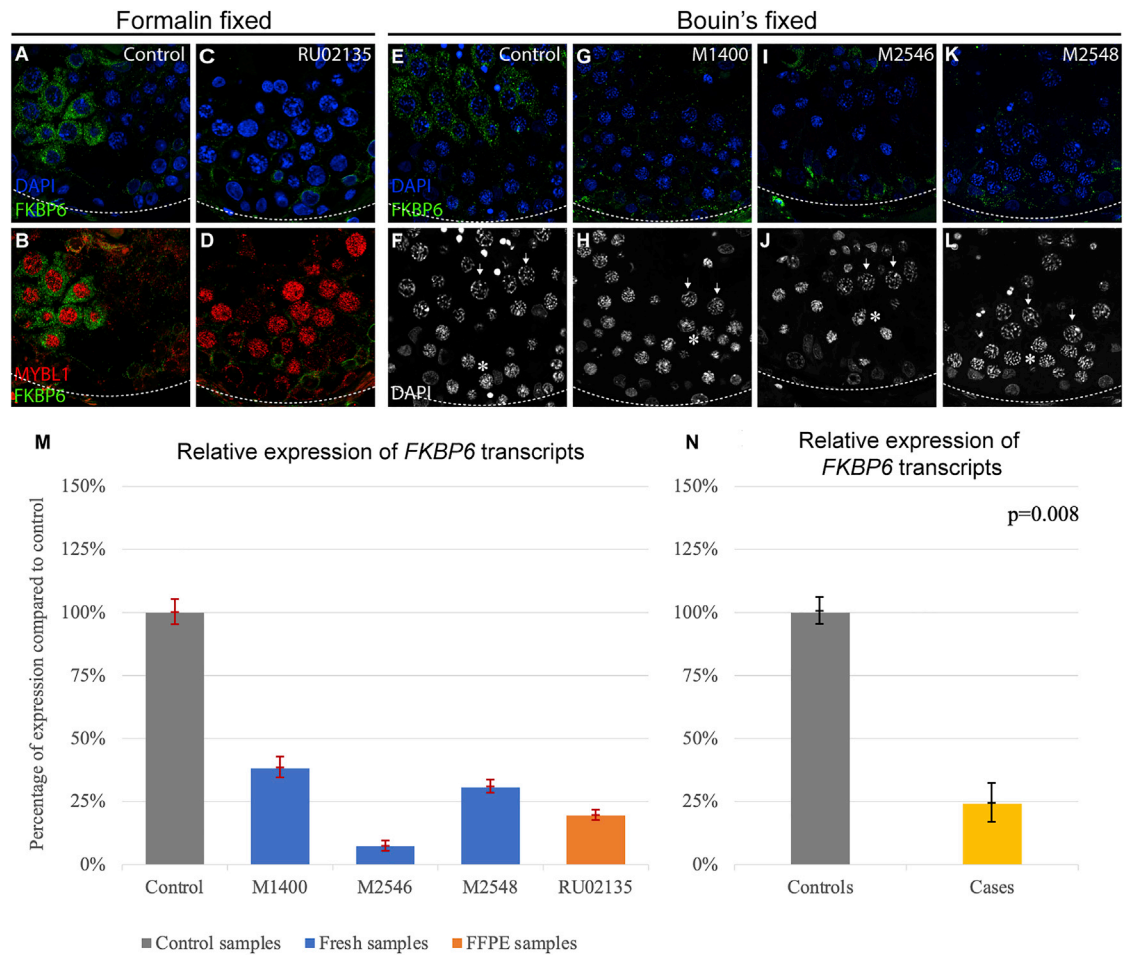 Formalin fixed
Bouin's fixed
A
Control
DAPI
FKBP6
C
RU02135
E
Control
DAPI
FKBP6
G
M1400
I
M2546
K
M2548
B
MYBL1
FKBP6
D
F
*
DAPI
H
*
J
*
L
*
M
Relative expression of FKBP6 transcripts
Percentage of expression compared to control
150%
125%
100%
75%
50%
25%
0%
Control
M1400
M2546
M2548
RU02135
Control samples
Fresh samples
FFPE samples
N
Relative expression of
FKBP6 transcripts
p=0.008
150%
125%
100%
75%
50%
25%
0%
Controls
Cases